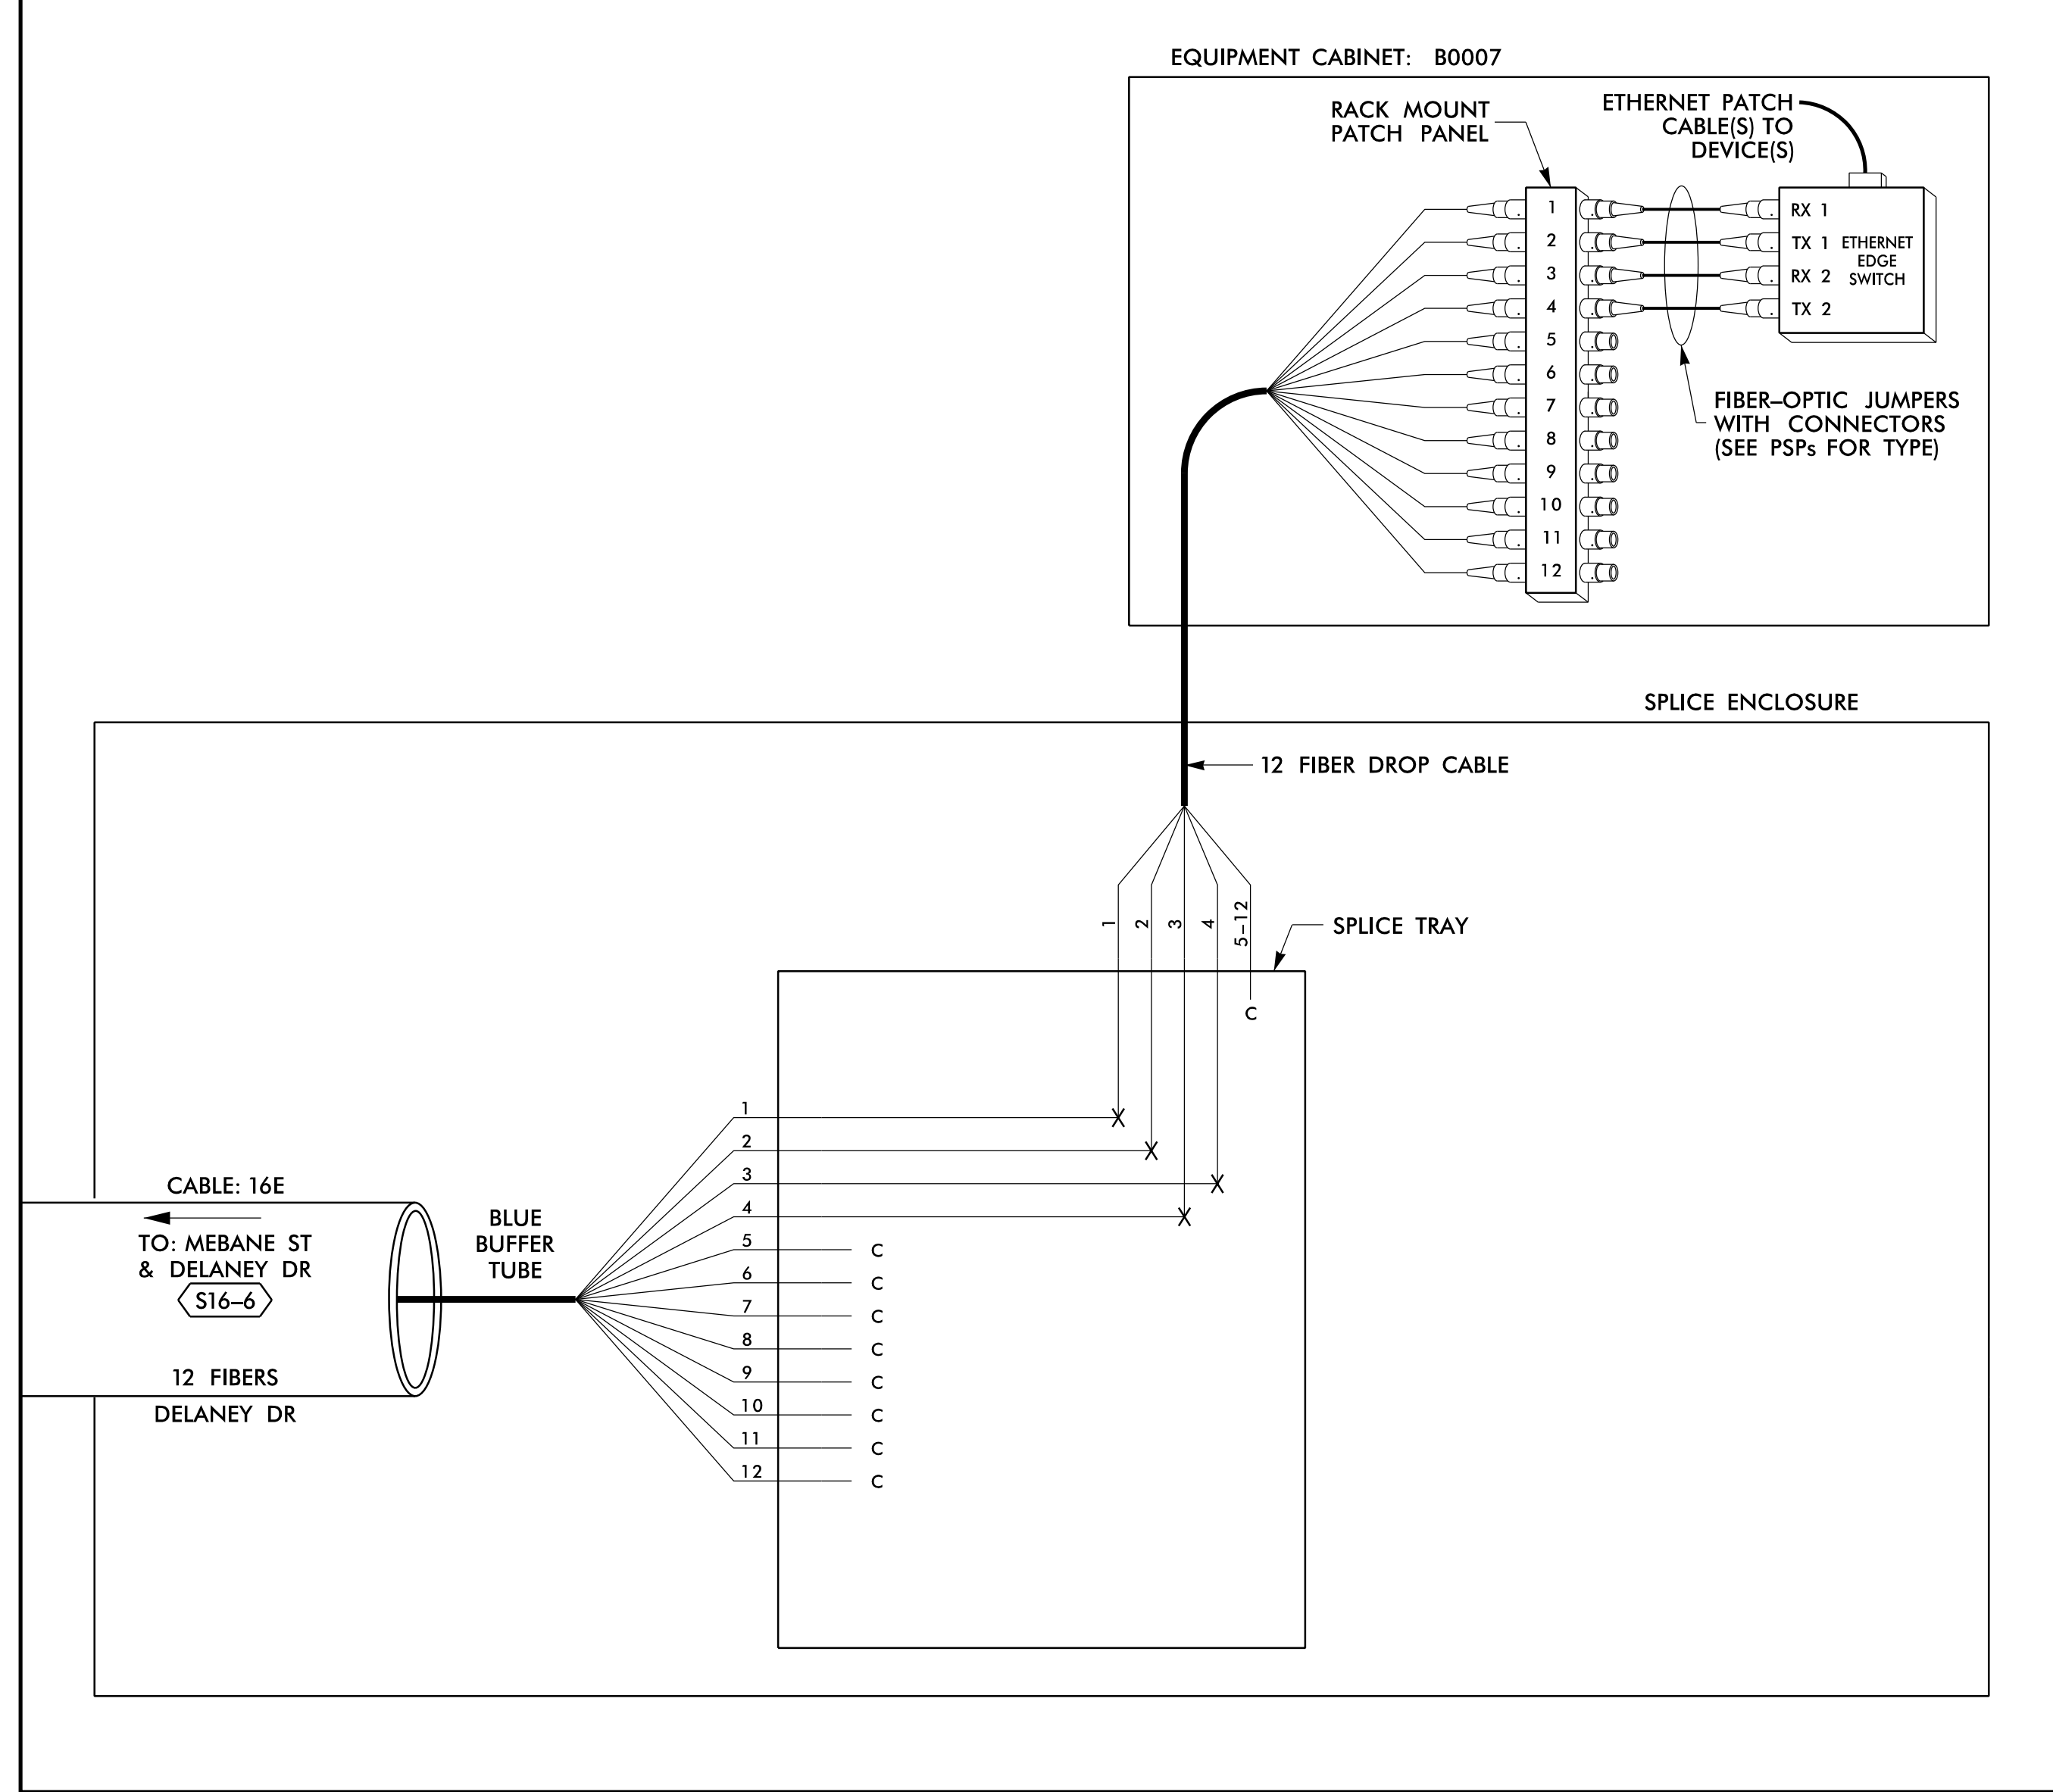 EQUIPMENT CABINET: B0007
RACK MOUNT
PATCH PANEL
ETHERNET PATCH
CABLE(S) TO
DEVICE(S)
1
2
3
4
5
6
7
8
9
10
11
12
RX 1
TX 1
RX 2
TX 2
ETHERNET
EDGE
SWITCH
FIBER–OPTIC JUMPERS
WITH CONNECTORS
(SEE PSPs FOR TYPE)
SPLICE ENCLOSURE
12 FIBER DROP CABLE
1
2
3
4
5–12
SPLICE TRAY
C
CABLE: 16E
TO: MEBANE ST
& DELANEY DR
S16–6
12 FIBERS
DELANEY DR
BLUE
BUFFER
TUBE
1
2
3
4
5 C
6 C
7 C
8 C
9 C
10 C
11 C
12 C